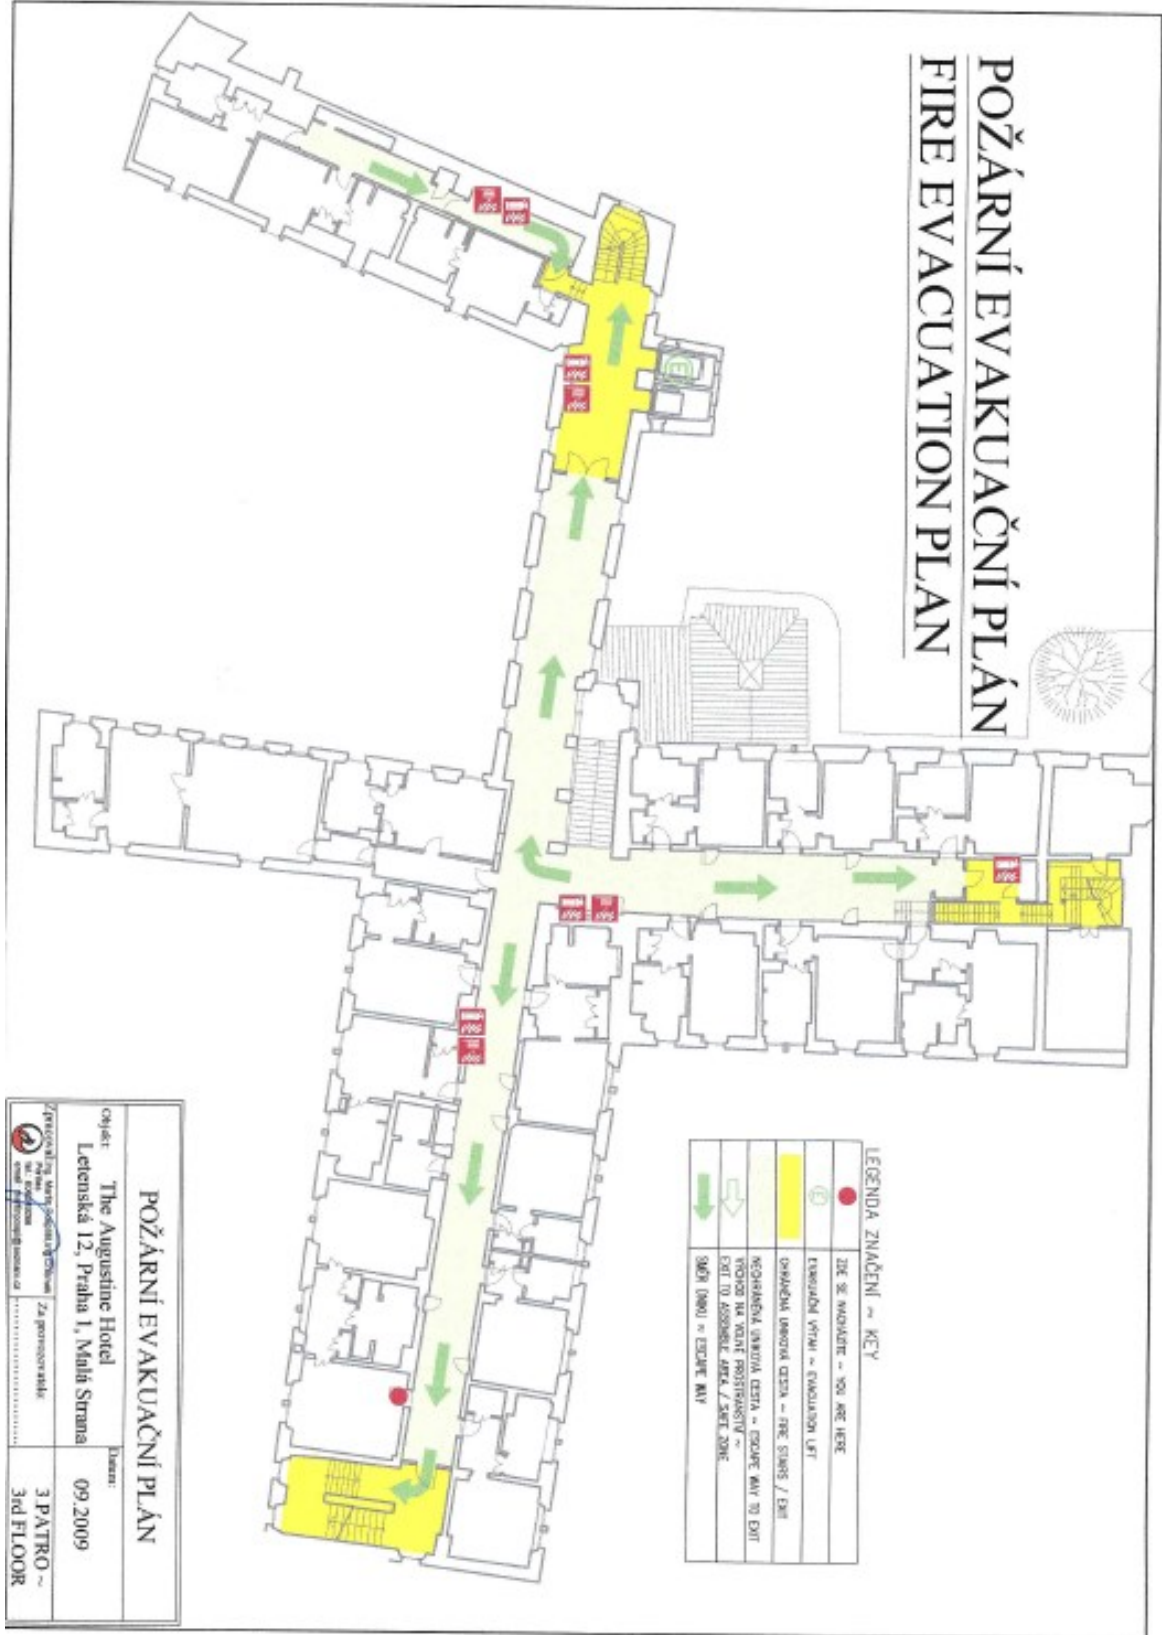 POŽÁRNÍ EVAKUAČNÍ PLÁN
FIRE EVACUATION PLAN
LEGENDA ZNAČENÍ ~ KEY
ZDE SE NACHÁZÍTE ~ YOU ARE HERE
E
EVAKUAČNÍ VÝTAH ~ EVACUATION LIFT
CHRÁNĚNÁ ÚNIKOVÁ CESTA ~ FIRE STAIRS / EXIT
NECHRÁNĚNÁ ÚNIKOVÁ CESTA ~ ESCAPE WAY TO EXIT
VÝCHOD NA VOLNÉ PROSTRANSTVÍ ~
EXIT TO ASSEMBLE AREA / SAFE ZONE
SMĚR ÚNIKU ~ ESCAPE WAY
E
POŽÁRNÍ EVAKUAČNÍ PLÁN
Objekt: The Augustine Hotel
Letenská 12, Praha 1, Malá Strana
Datum:
09.2009
Zpracoval: Ing.
Za provozovatele:
3.PATRO ~
3rd FLOOR